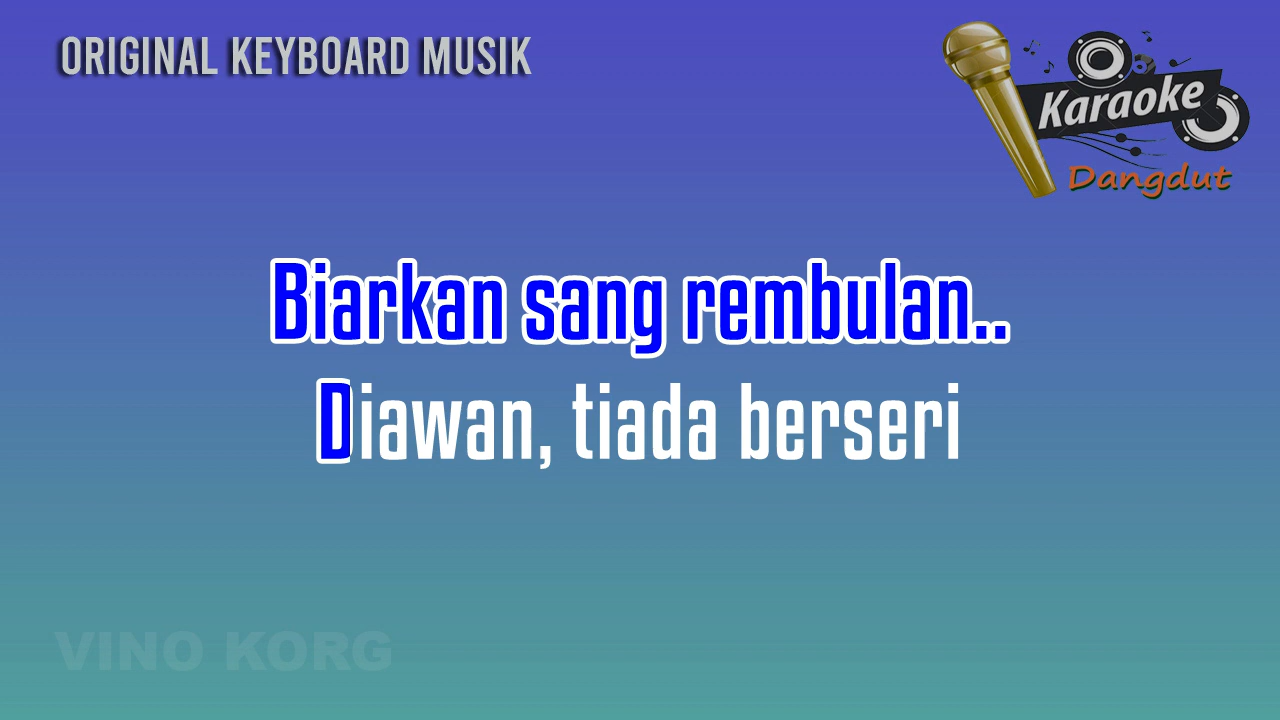 ORIGINAL KEYBOARD MUSIK
Karaoke
Dangdut
Biarkan sang rembulan..
Diawan, tiada berseri
VINO KORG